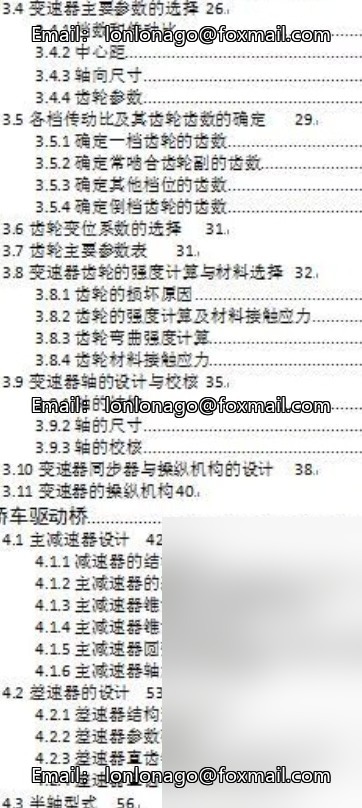 3.4 变速器主要参数的选择 26.
Email: lonlonago@foxmail.com
3.4.2 中心距
3.4.3 轴向尺寸
3.4.4 齿轮参数
3.5 各档传动比及其齿轮齿数的确定 29.
3.5.1 确定一档齿轮的齿数
3.5.2 确定常啮合齿轮副的齿数
3.5.3 确定其他档位的齿数
3.5.4 确定倒档齿轮的齿数
3.6 齿轮变位系数的选择 31.
3.7 齿轮主要参数表 31.
3.8 变速器齿轮的强度计算与材料选择 32.
3.8.1 齿轮的损坏原因
3.8.2 齿轮的强度计算及材料接触应力
3.8.3 齿轮弯曲强度计算
3.8.4 齿轮材料接触应力
3.9 变速器轴的设计与校核 35.
Email: lonlonago@foxmail.com
3.9.2 轴的尺寸
3.9.3 轴的校核
3.10 变速器同步器与操纵机构的设计 38.
3.11 变速器的操纵机构 40.
轿车驱动桥
4.1 主减速器设计 42
4.1.1 减速器的结
4.1.2 主减速器的
4.1.3 主减速器锥
4.1.4 主减速器锥
4.1.5 主减速器圆
4.1.6 主减速器轴
4.2 差速器的设计 53
4.2.1 差速器结构
4.2.2 差速器参数
4.2.3 差速器直齿
Email: lonlonago@foxmail.com
4.3 半轴型式 56.